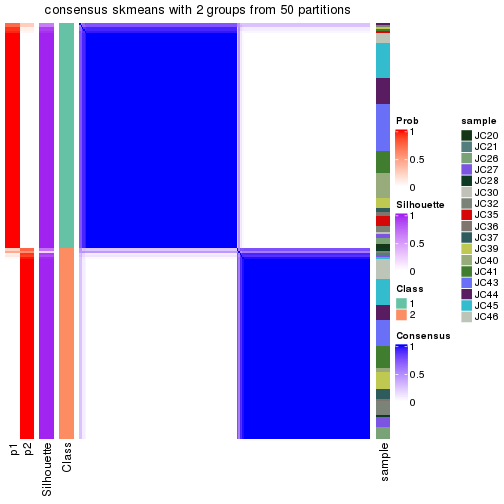 consensus skmeans with 2 groups from 50 partitions
p1
p2
Silhouette
Class
sample
Prob
1
0.5
0
Silhouette
1
0.5
0
Class
1
2
Consensus
1
0.5
0
sample
JC20
JC21
JC26
JC27
JC28
JC30
JC32
JC35
JC36
JC37
JC39
JC40
JC41
JC43
JC44
JC45
JC46